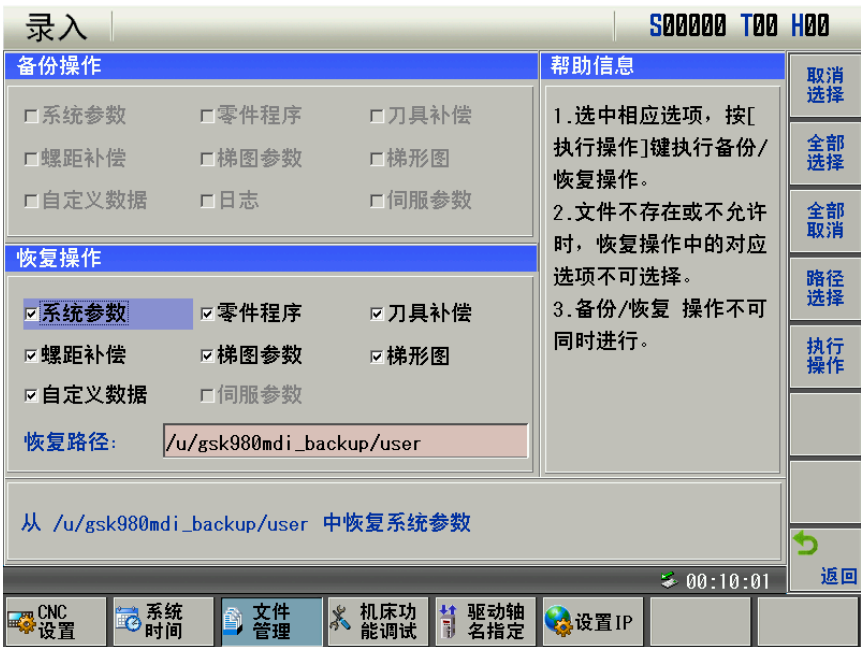 录入
S00000 T00 H00
备份操作
系统参数 零件程序 刀具补偿
螺距补偿 梯图参数 梯形图
自定义数据 日志 伺服参数
恢复操作
系统参数 零件程序 刀具补偿
螺距补偿 梯图参数 梯形图
自定义数据 伺服参数
恢复路径: /u/gsk980mdi_backup/user
从 /u/gsk980mdi_backup/user 中恢复系统参数
帮助信息
1.选中相应选项，按[
执行操作]键执行备份/
恢复操作。
2.文件不存在或不允许
时，恢复操作中的对应
选项不可选择。
3.备份/恢复 操作不可
同时进行。
取消
选择
全部
选择
全部
取消
路径
选择
执行
操作
返回
00:10:01
CNC
设置
系统
时间
文件
管理
机床功
能调试
驱动轴
名指定
设置IP